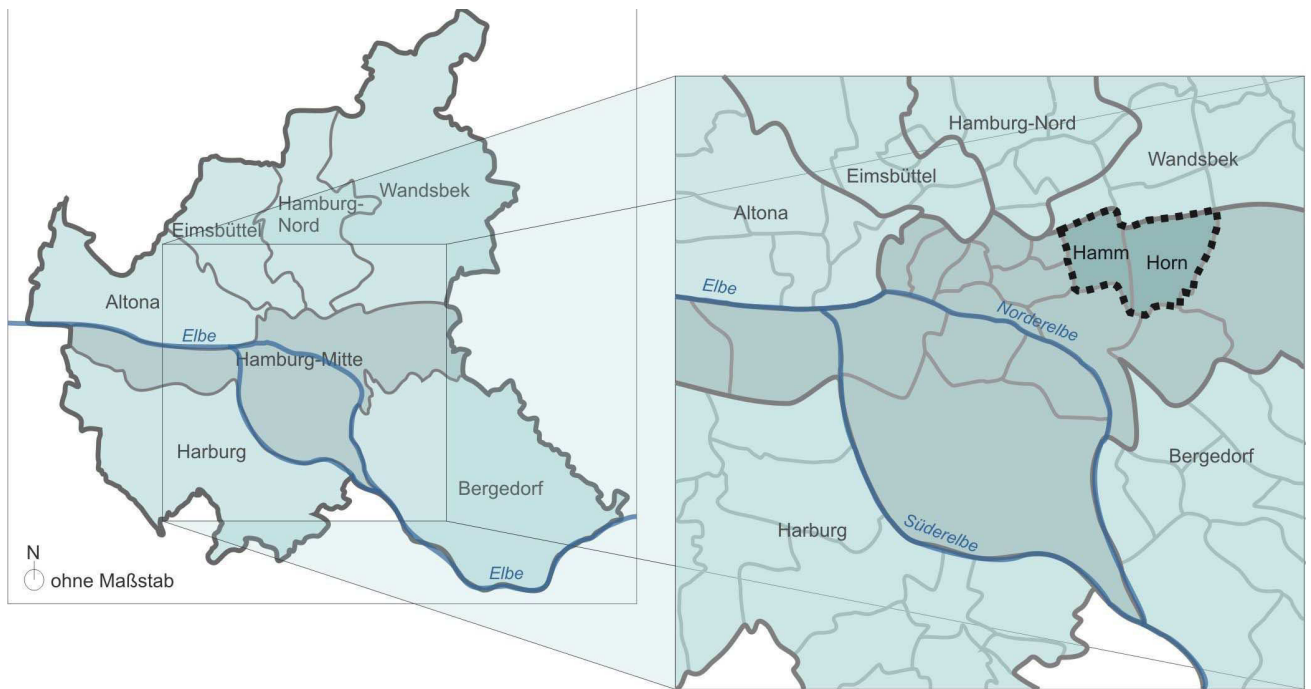 Wandsbek
Hamburg-
Nord
Eimsbüttel
Altona
Elbe
Hamburg-Mitte
Harburg
Bergedorf
Elbe
N
ohne Maßstab
Hamburg-Nord
Wandsbek
Eimsbüttel
Altona
Hamm
Horn
Elbe
Norderelbe
Bergedorf
Harburg
Süderelbe